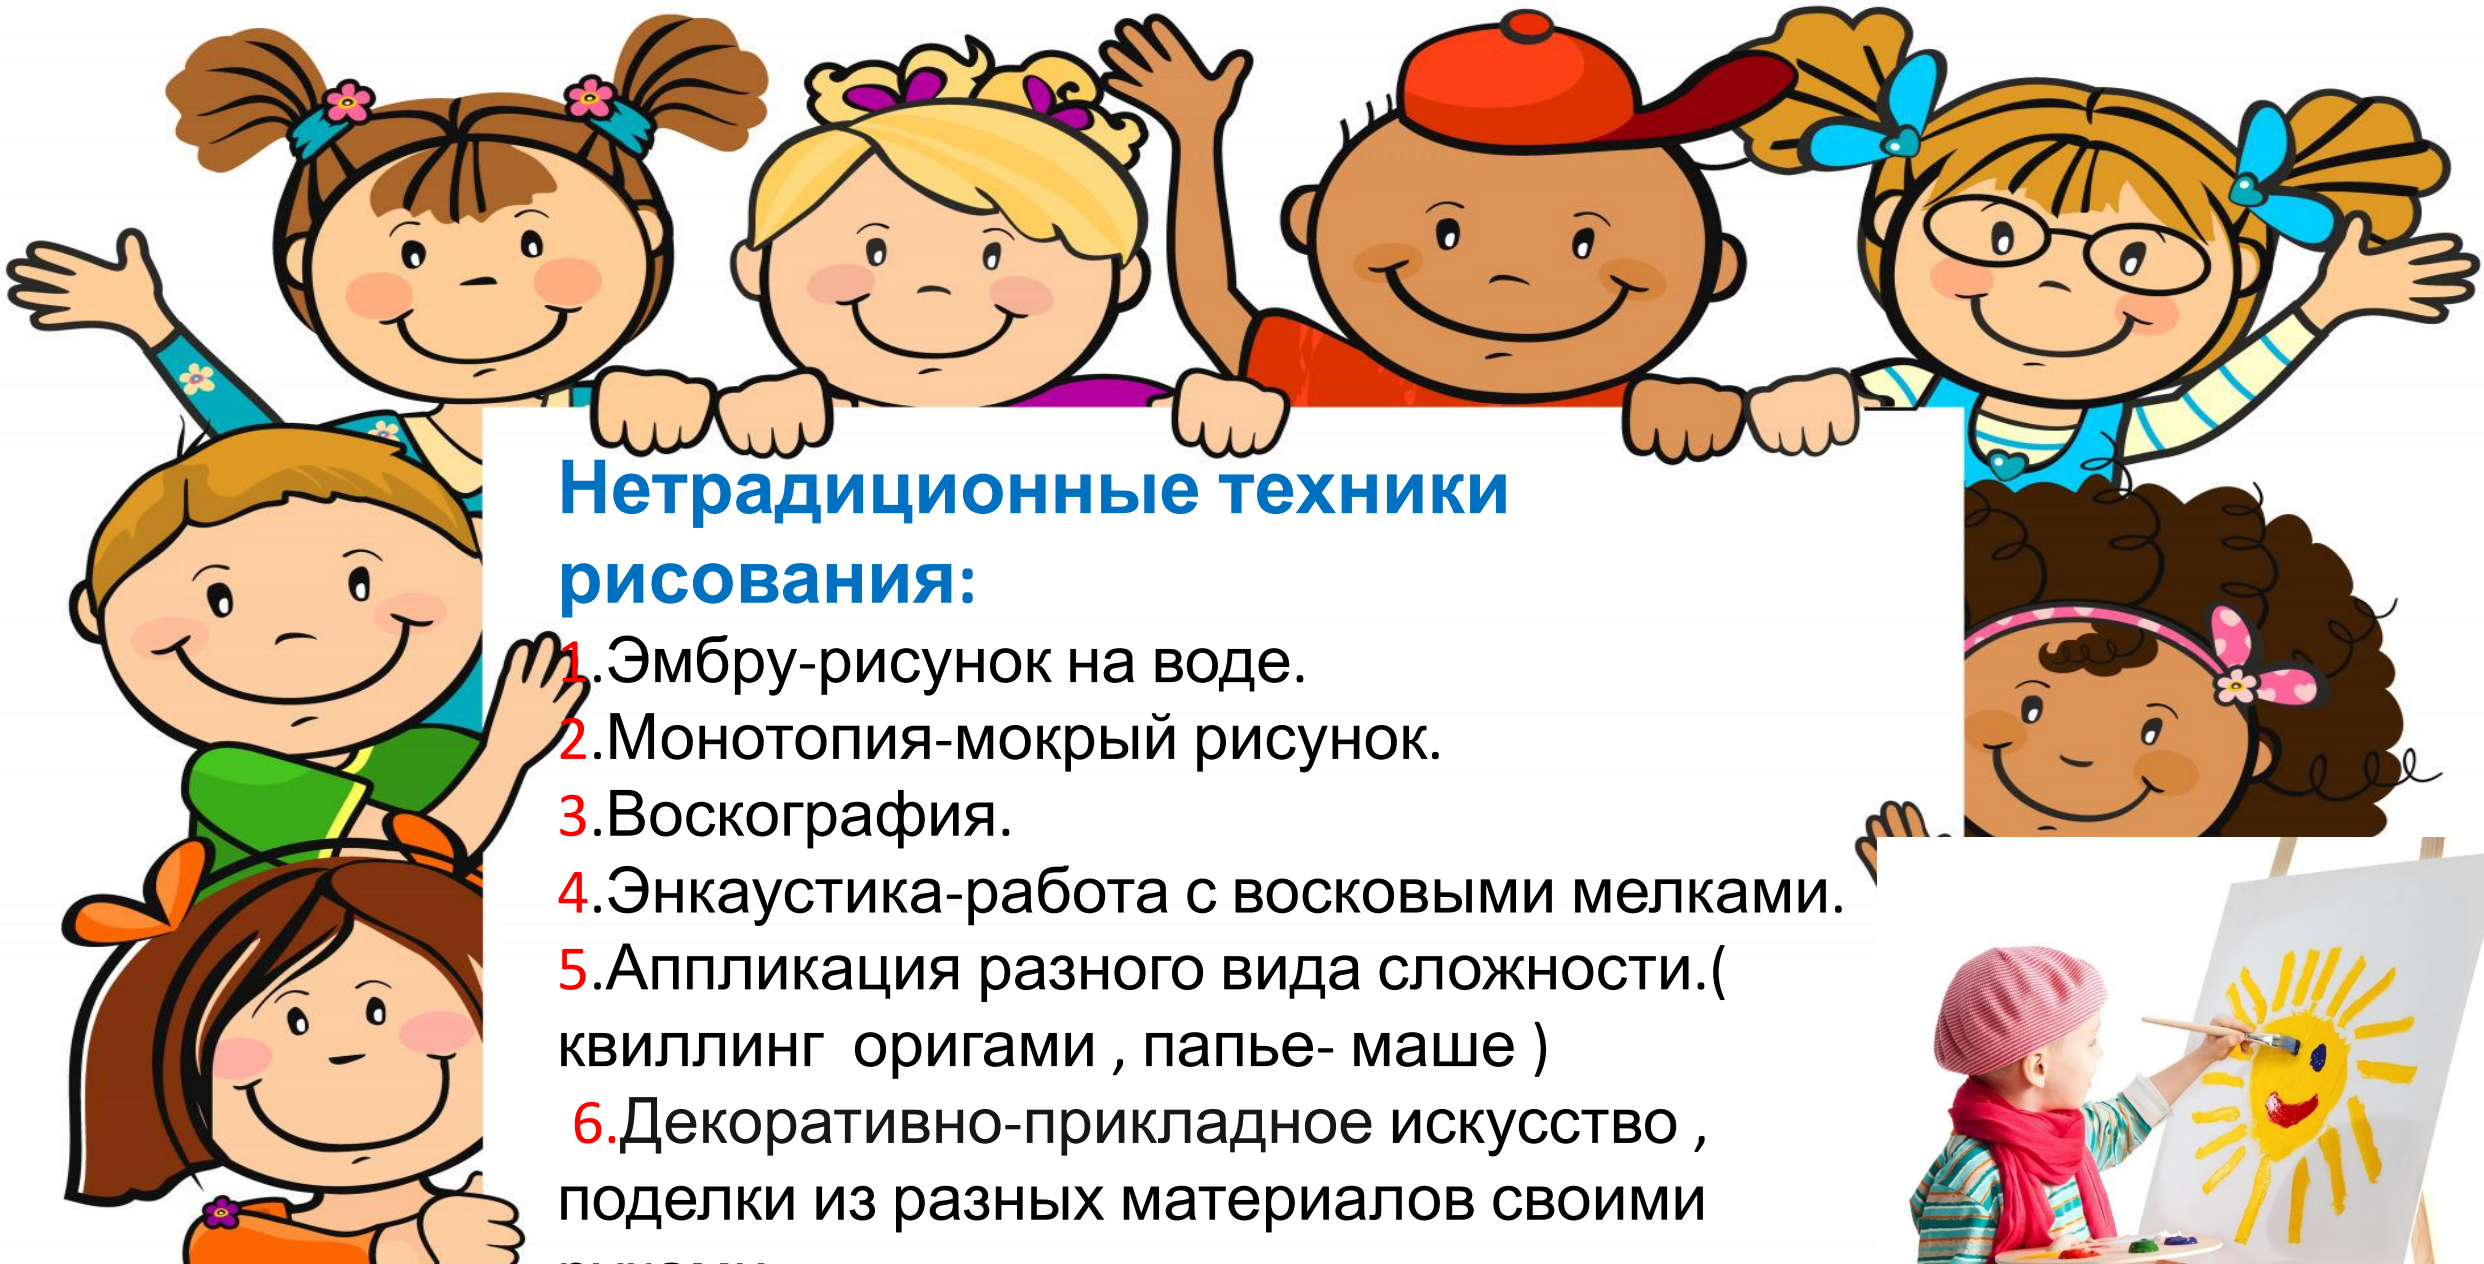 Нетрадиционные техники
рисования:
1.Эмбру-рисунок на воде.
2.Монотопия-мокрый рисунок.
3.Воскография.
4.Энкаустика-работа с восковыми мелками.
5.Аппликация разного вида сложности.(
квиллинг  оригами , папье- маше )
6.Декоративно-прикладное искусство ,
поделки из разных материалов своими